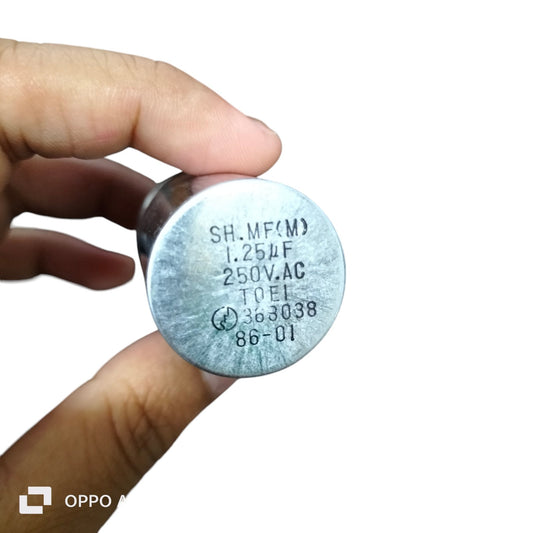 SH.MF(M)
1.25µF
250V.AC
TOEI
363038
86-01
OPPO A